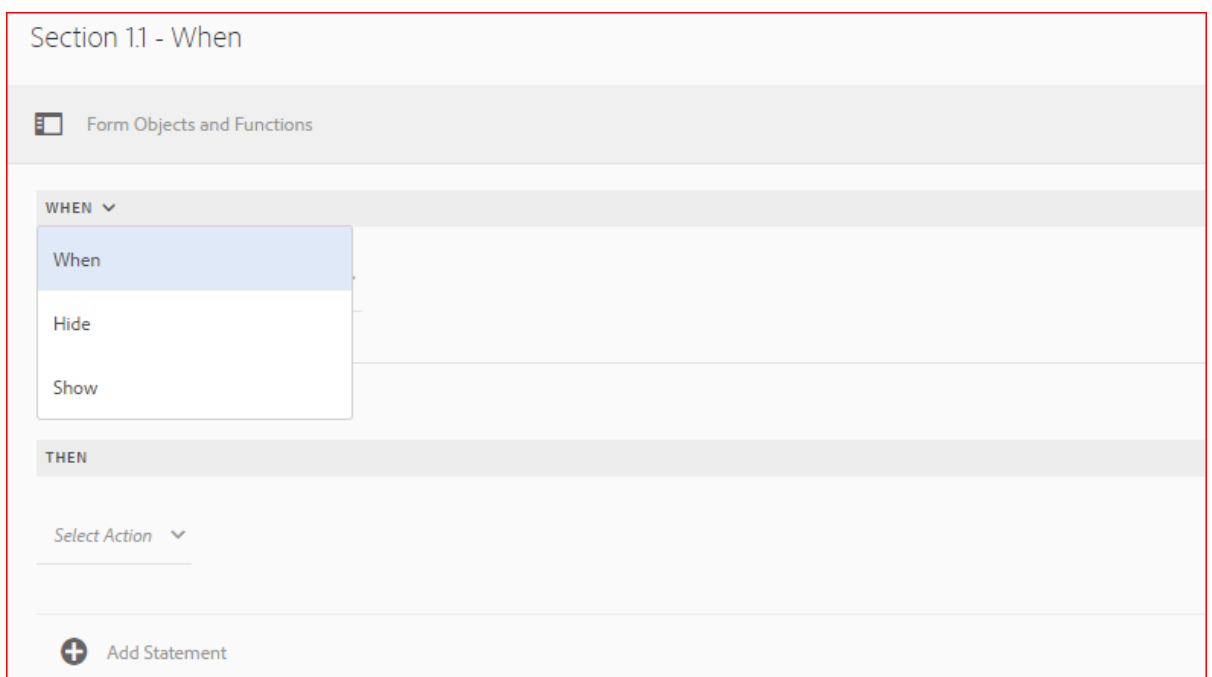 Section 1.1 - When
Form Objects and Functions
WHEN
When
Hide
Show
THEN
Select Action
Add Statement